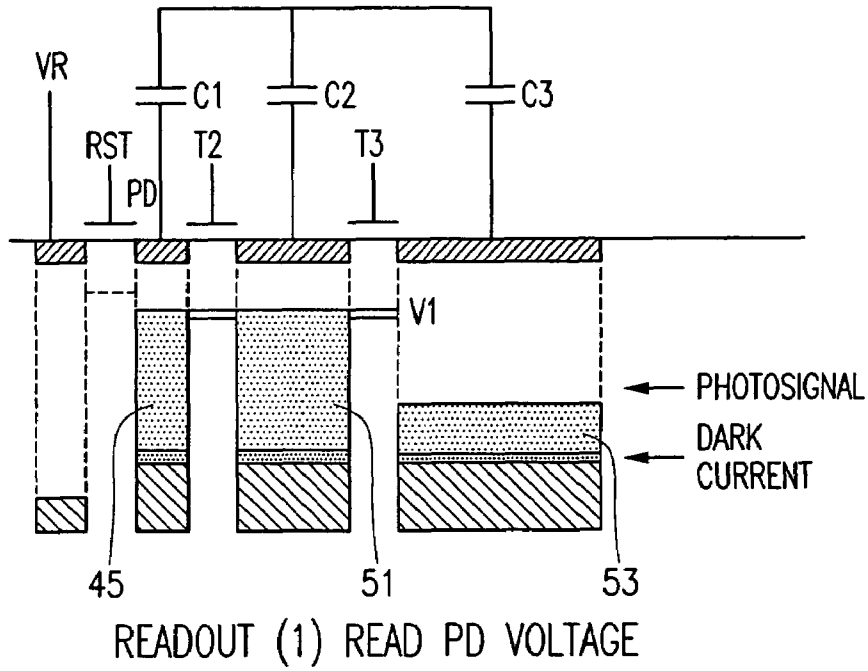 VR
C1
C2
C3
RST
T2
T3
PD
V1
PHOTOSIGNAL
DARK
CURRENT
45
51
53
READOUT (1) READ PD VOLTAGE